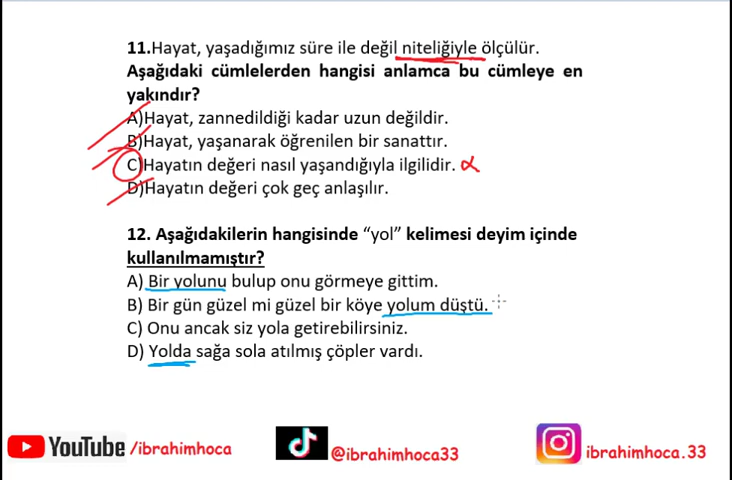 11.Hayat, yaşadığımız süre ile değil niteliğiyle ölçülür.
Aşağıdaki cümlelerden hangisi anlamca bu cümleye en
yakındır?
A)Hayat, zannedildiği kadar uzun değildir.
B)Hayat, yaşanarak öğrenilen bir sanattır.
C)Hayatın değeri nasıl yaşandığıyla ilgilidir.
D)Hayatın değeri çok geç anlaşılır.
12. Aşağıdakilerin hangisinde “yol” kelimesi deyim içinde
kullanılmamıştır?
A) Bir yolunu bulup onu görmeye gittim.
B) Bir gün güzel mi güzel bir köye yolum düştü.
C) Onu ancak siz yola getirebilirsiniz.
D) Yolda sağa sola atılmış çöpler vardı.
YouTube /ibrahimhoca
@ibrahimhoca33
ibrahimhoca.33